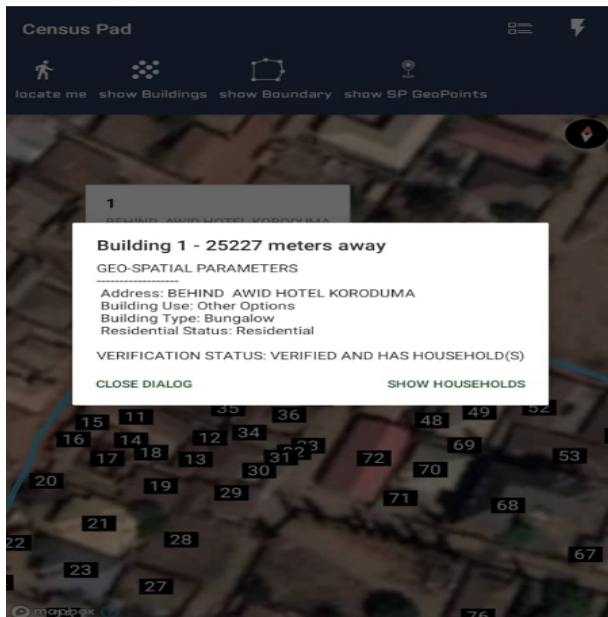 Census Pad
locate me show Buildings show Boundary show SP GeoPoints
1
BEHIND AWID HOTEL KORODUMA
Building 1 - 25227 meters away
GEO-SPATIAL PARAMETERS
------------------
Address: BEHIND AWID HOTEL KORODUMA
Building Use: Other Options
Building Type: Bungalow
Residential Status: Residential
VERIFICATION STATUS: VERIFIED AND HAS HOUSEHOLD(S)
CLOSE DIALOG SHOW HOUSEHOLDS
15 11 35 36 48 49 52
16 14 18 12 34 69
17 13 31 72 70 53
20 19 30 29 71 68
21
22 28 67
23
27
76
mapbox